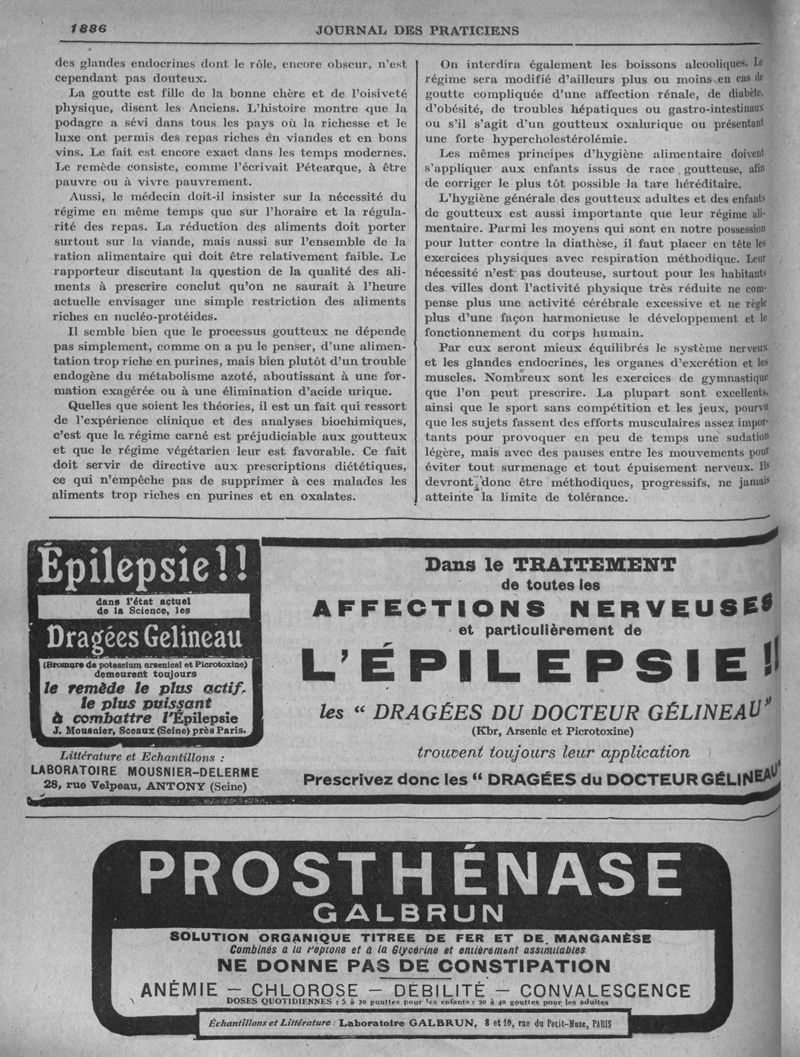 1886
JOURNAL DES PRATICIENS
des glandes endocrines dont le rôle, encore obscur, n'est
cependant pas douteux.
La goutte est fille de la bonne chère et de l'oisiveté
physique, disent les Anciens. L'histoire montre que la
podagre a sévi dans tous les pays où la richesse et le
luxe ont permis des repas riches en viandes et en bons
vins. Le fait est encore exact dans les temps modernes.
Le remède consiste, comme l'écrivait Pétearque, à être
pauvre ou à vivre pauvrement.
Aussi, le médecin doit-il insister sur la nécessité du
régime en même temps que sur l'horaire et la régula-
rité des repas. La réduction des aliments doit porter
surtout sur la viande, mais aussi sur l'ensemble de la
ration alimentaire qui doit être relativement faible. Le
rapporteur discutant la question de la qualité des ali-
ments à prescrire conclut qu'on ne saurait à l'heure
actuelle envisager une simple restriction des aliments
riches en nucléo-protéides.
Il semble bien que le processus goutteux ne dépende
pas simplement, comme on a pu le penser, d'une alimen-
tation trop riche en purines, mais bien plutôt d'un trouble
endogène du métabolisme azoté, aboutissant à une for-
mation exagérée ou à une élimination d'acide urique.
Quelles que soient les théories, il est un fait qui ressort
de l'expérience clinique et des analyses biochimiques,
c'est que le régime carné est préjudiciable aux goutteux
et que le régime végétarien leur est favorable. Ce fait
doit servir de directive aux prescriptions diététiques,
ce qui n'empêche pas de supprimer à ces malades les
aliments trop riches en purines et en oxalates.
On interdira également les boissons alcooliques. Le
régime sera modifié d'ailleurs plus ou moins en cas de
goutte compliquée d'une affection rénale, de diabète,
d'obésité, de troubles hépatiques ou gastro-intestinaux
ou s'il s'agit d'un goutteux oxalurique ou présentant
une forte hypercholestérolémie.
Les mêmes principes d'hygiène alimentaire doivent
s'appliquer aux enfants issus de race goutteuse, afin
de corriger le plus tôt possible la tare héréditaire.
L'hygiène générale des goutteux adultes et des enfants
de goutteux est aussi importante que leur régime ali-
mentaire. Parmi les moyens qui sont en notre possession
pour lutter contre la diathèse, il faut placer en tête les
exercices physiques avec respiration méthodique. Leur
nécessité n'est pas douteuse, surtout pour les habitants
des villes dont l'activité physique très réduite ne com-
pense plus une activité cérébrale excessive et ne règle
plus d'une façon harmonieuse le développement et le
fonctionnement du corps humain.
Par eux seront mieux équilibrés le système nerveux
et les glandes endocrines, les organes d'excrétion et les
muscles. Nombreux sont les exercices de gymnastique
que l'on peut prescrire. La plupart sont excellents,
ainsi que le sport sans compétition et les jeux, pourvu
que les sujets fassent des efforts musculaires assez impor-
tants pour provoquer en peu de temps une sudation
légère, mais avec des pauses entre les mouvements pour
éviter tout surmenage et tout épuisement nerveux. Ils
devront donc être méthodiques, progressifs, ne jamais
atteinte la limite de tolérance.
Épilepsie!!
dans l'état actuel
de la Science, les
Dragées Gelineau
(Bromure de potassium arsenical et Picrotoxine)
demeurent toujours
le remède le plus actif,
le plus puissant
à combattre l'Épilepsie
J. Mousnier, Sceaux (Seine) près Paris.
Littérature et Echantillons :
LABORATOIRE MOUSNIER-DELERME
28, rue Velpeau, ANTONY (Seine)
Dans le TRAITEMENT
de toutes les
AFFECTIONS NERVEUSES
et particulièrement de
L'ÉPILEPSIE!!
les " DRAGÉES DU DOCTEUR GÉLINEAU"
(Kbr, Arsenic et Picrotoxine)
trouvent toujours leur application
Prescrivez donc les " DRAGÉES du DOCTEUR GÉLINEAU"
PROSTHÉNASE
GALBRUN
SOLUTION ORGANIQUE TITRÉE DE FER ET DE MANGANÈSE
Combinés à la Peptone et à la Glycérine et entièrement assimilables
NE DONNE PAS DE CONSTIPATION
ANÉMIE — CHLOROSE — DÉBILITÉ — CONVALESCENCE
DOSES QUOTIDIENNES : 5 à 20 gouttes pour les enfants : 20 à 40 gouttes pour les adultes
Échantillons et Littérature : Laboratoire GALBRUN, 8 et 10, rue du Petit-Musc, PARIS